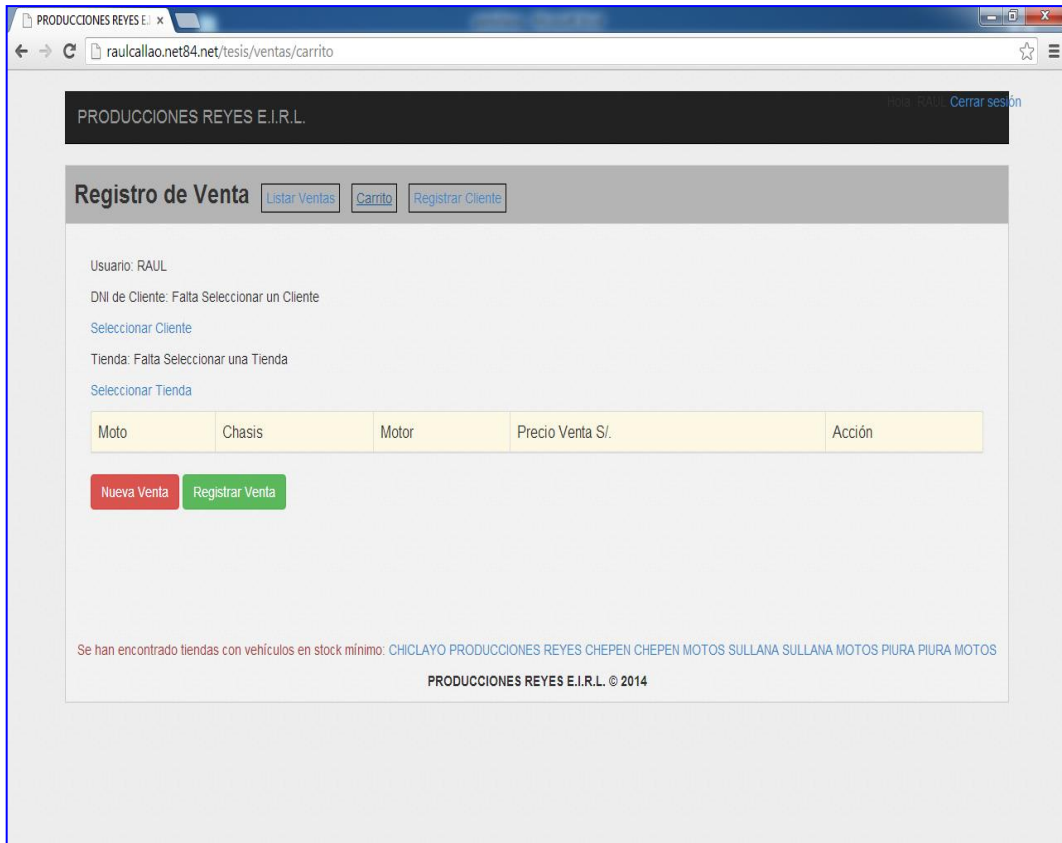 PRODUCCIONES REYES E.I
raulcallao.net84.net/tesis/ventas/carrito
Hola: RAUL Cerrar sesión
PRODUCCIONES REYES E.I.R.L.
Registro de Venta Listar Ventas Carrito Registrar Cliente
Usuario: RAUL
DNI de Cliente: Falta Seleccionar un Cliente
Seleccionar Cliente
Tienda: Falta Seleccionar una Tienda
Seleccionar Tienda
Moto Chasis Motor Precio Venta S/. Acción
Nueva Venta Registrar Venta
Se han encontrado tiendas con vehículos en stock mínimo: CHICLAYO PRODUCCIONES REYES CHEPEN CHEPEN MOTOS SULLANA SULLANA MOTOS PIURA PIURA MOTOS
PRODUCCIONES REYES E.I.R.L. © 2014